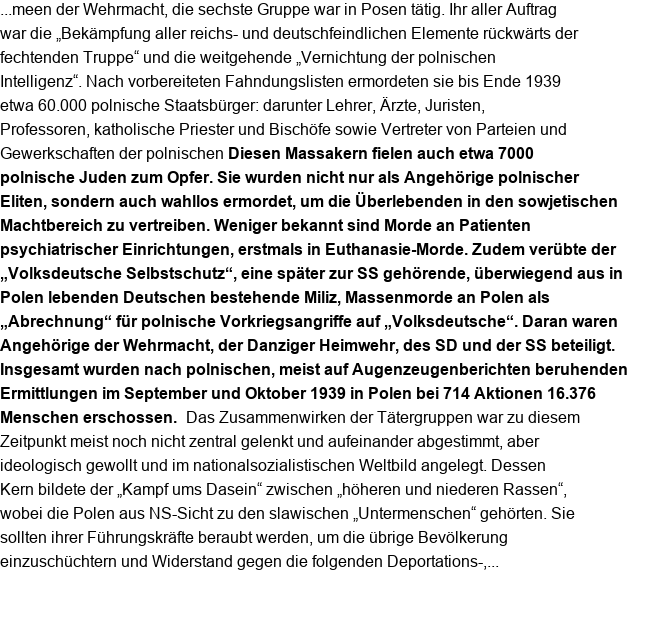 ...meen der Wehrmacht, die sechste Gruppe war in Posen tätig. Ihr aller Auftrag
war die „Bekämpfung aller reichs- und deutschfeindlichen Elemente rückwärts der
fechtenden Truppe“ und die weitgehende „Vernichtung der polnischen
Intelligenz“. Nach vorbereiteten Fahndungslisten ermordeten sie bis Ende 1939
etwa 60.000 polnische Staatsbürger: darunter Lehrer, Ärzte, Juristen,
Professoren, katholische Priester und Bischöfe sowie Vertreter von Parteien und
Gewerkschaften der polnischen Diesen Massakern fielen auch etwa 7000
polnische Juden zum Opfer. Sie wurden nicht nur als Angehörige polnischer
Eliten, sondern auch wahllos ermordet, um die Überlebenden in den sowjetischen
Machtbereich zu vertreiben. Weniger bekannt sind Morde an Patienten
psychiatrischer Einrichtungen, erstmals in Euthanasie-Morde. Zudem verübte der
„Volksdeutsche Selbstschutz“, eine später zur SS gehörende, überwiegend aus in
Polen lebenden Deutschen bestehende Miliz, Massenmorde an Polen als
„Abrechnung“ für polnische Vorkriegsangriffe auf „Volksdeutsche“. Daran waren
Angehörige der Wehrmacht, der Danziger Heimwehr, des SD und der SS beteiligt.
Insgesamt wurden nach polnischen, meist auf Augenzeugenberichten beruhenden
Ermittlungen im September und Oktober 1939 in Polen bei 714 Aktionen 16.376
Menschen erschossen.  Das Zusammenwirken der Tätergruppen war zu diesem
Zeitpunkt meist noch nicht zentral gelenkt und aufeinander abgestimmt, aber
ideologisch gewollt und im nationalsozialistischen Weltbild angelegt. Dessen
Kern bildete der „Kampf ums Dasein“ zwischen „höheren und niederen Rassen“,
wobei die Polen aus NS-Sicht zu den slawischen „Untermenschen“ gehörten. Sie
sollten ihrer Führungskräfte beraubt werden, um die übrige Bevölkerung
einzuschüchtern und Widerstand gegen die folgenden Deportations-,...